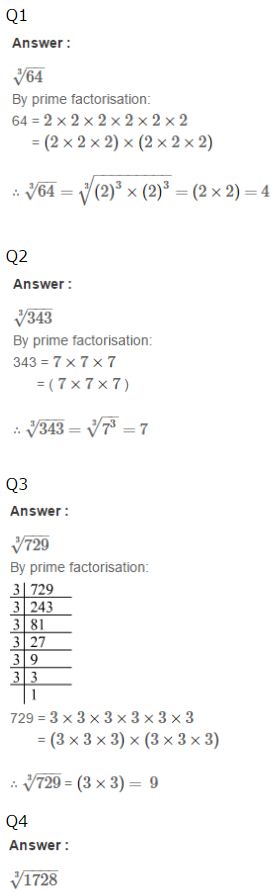 Q1
Answer :
∛64
By prime factorisation:
64 = 2 × 2 × 2 × 2 × 2 × 2
= (2 × 2 × 2) × (2 × 2 × 2)
∴ ∛64 = ∛((2)³ × (2)³) = (2 × 2) = 4
Q2
Answer :
∛343
By prime factorisation:
343 = 7 × 7 × 7
= ( 7 × 7 × 7 )
∴ ∛343 = ∛7³ = 7
Q3
Answer :
∛729
By prime factorisation:
3 | 729
3 | 243
3 | 81
3 | 27
3 | 9
3 | 3
| 1
729 = 3 × 3 × 3 × 3 × 3 × 3
= (3 × 3 × 3) × (3 × 3 × 3)
∴ ∛729 = (3 × 3) = 9
Q4
Answer :
∛1728